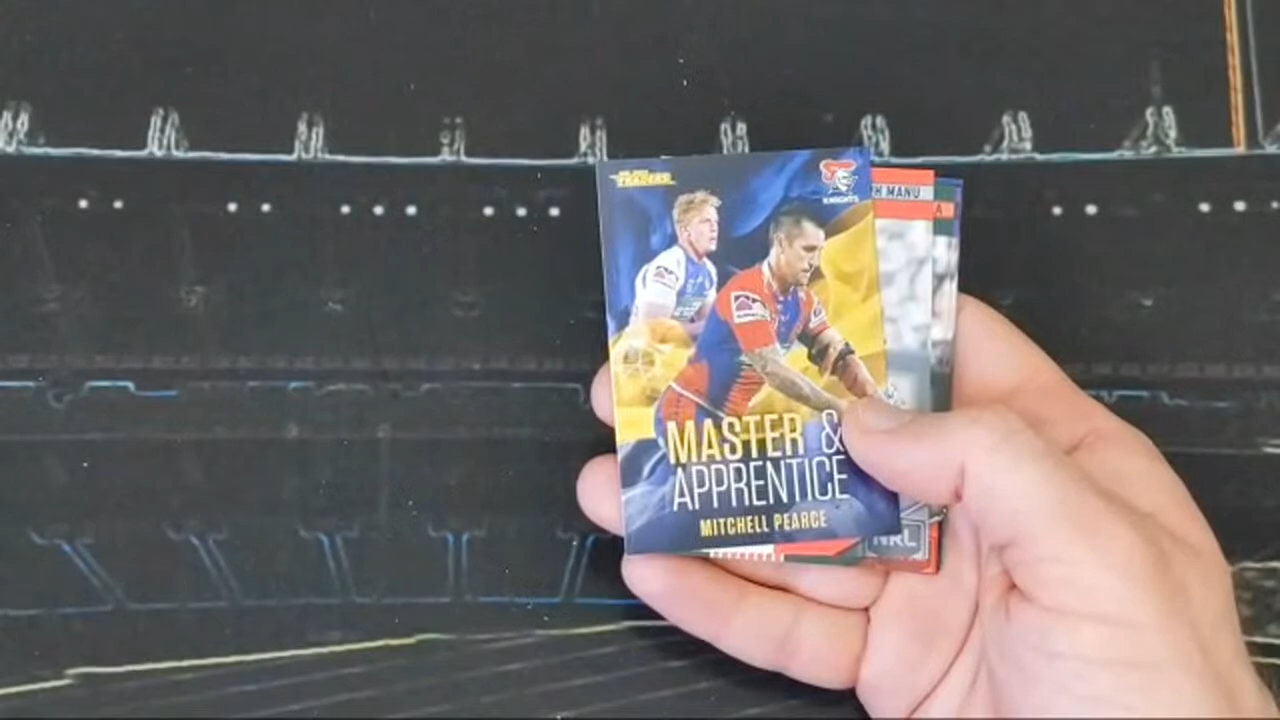 TRADERS
KNIGHTS
H MANU
MASTER &
APPRENTICE
MITCHELL PEARCE
NRL